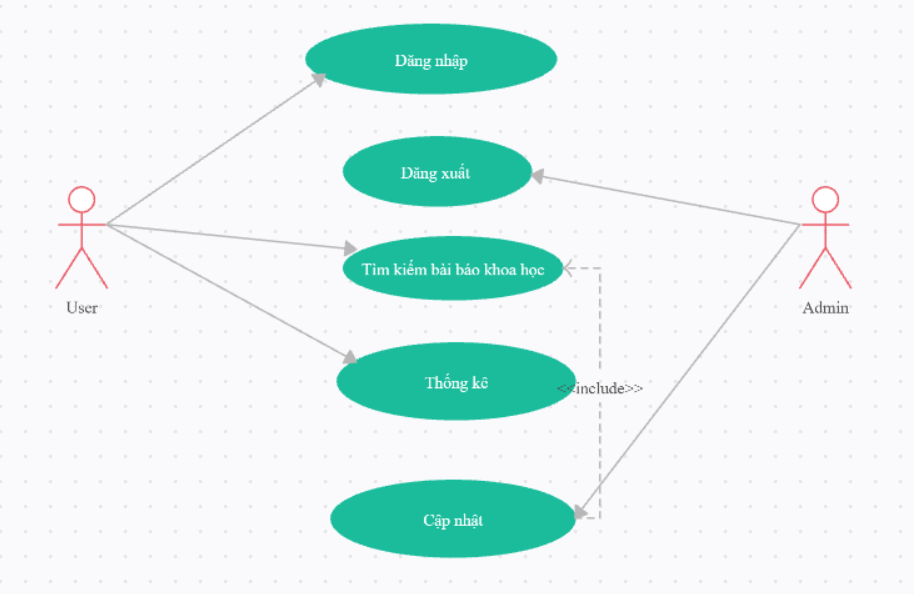 Đăng nhập
Đăng xuất
Tìm kiếm bài báo khoa học
User
Admin
Thống kê
<<include>>
Cập nhật